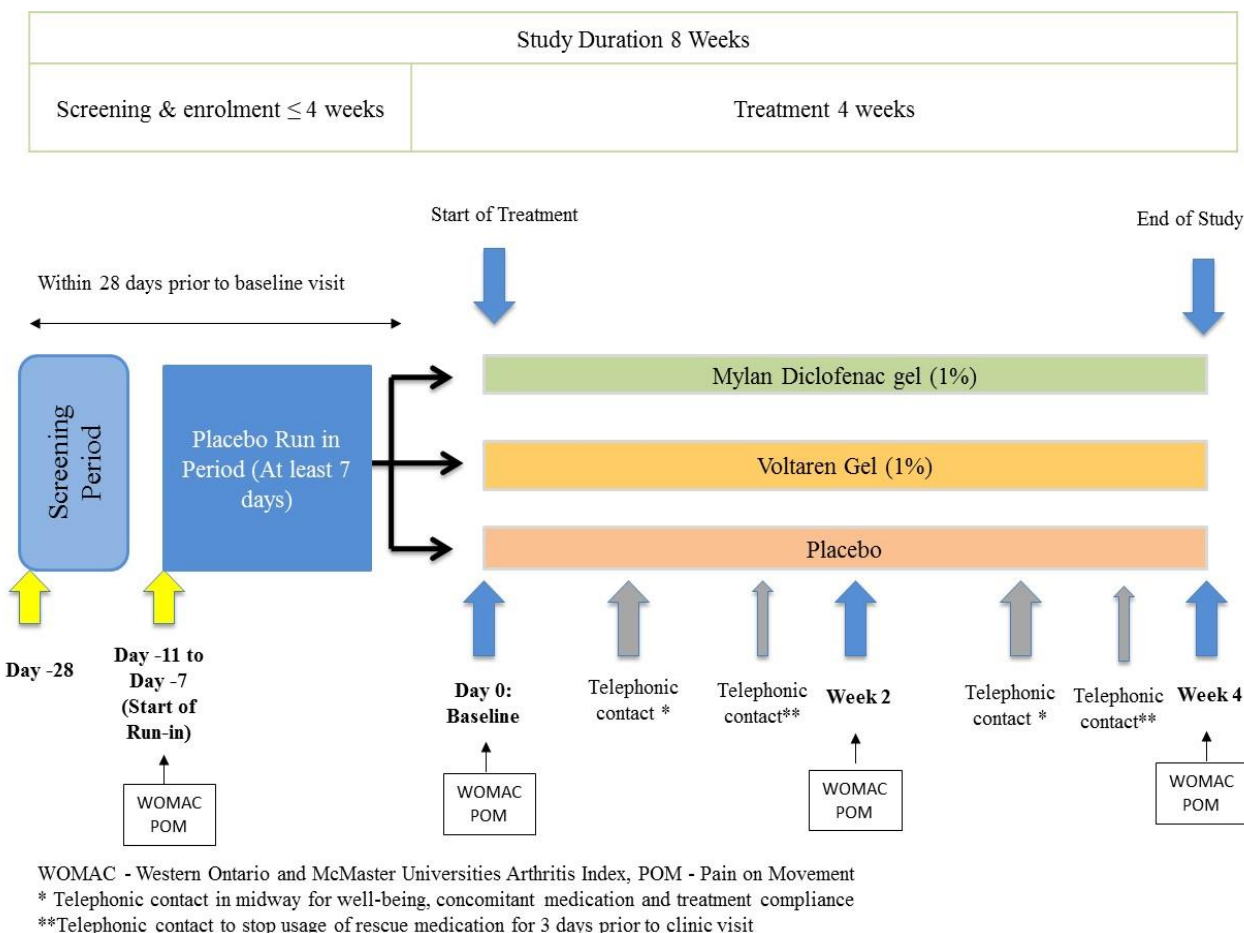 Study Duration 8 Weeks
Screening & enrolment ≤ 4 weeks
Treatment 4 weeks
Start of Treatment
End of Study
Within 28 days prior to baseline visit
Screening
Period
Placebo Run in
Period (At least 7
days)
Mylan Diclofenac gel (1%)
Voltaren Gel (1%)
Placebo
Day -28
Day -11 to
Day -7
(Start of
Run-in)
Day 0:
Baseline
Telephonic
contact *
Telephonic
contact**
Week 2
Telephonic
contact *
Telephonic
contact**
Week 4
WOMAC
POM
WOMAC
POM
WOMAC
POM
WOMAC
POM
WOMAC - Western Ontario and McMaster Universities Arthritis Index, POM - Pain on Movement
* Telephonic contact in midway for well-being, concomitant medication and treatment compliance
**Telephonic contact to stop usage of rescue medication for 3 days prior to clinic visit